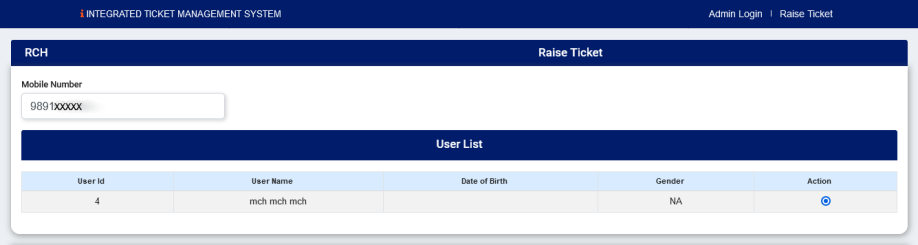 i INTEGRATED TICKET MANAGEMENT SYSTEM Admin Login | Raise Ticket
RCH Raise Ticket
Mobile Number
9891xxxxx
User List
User Id User Name Date of Birth Gender Action
4 mch mch mch NA